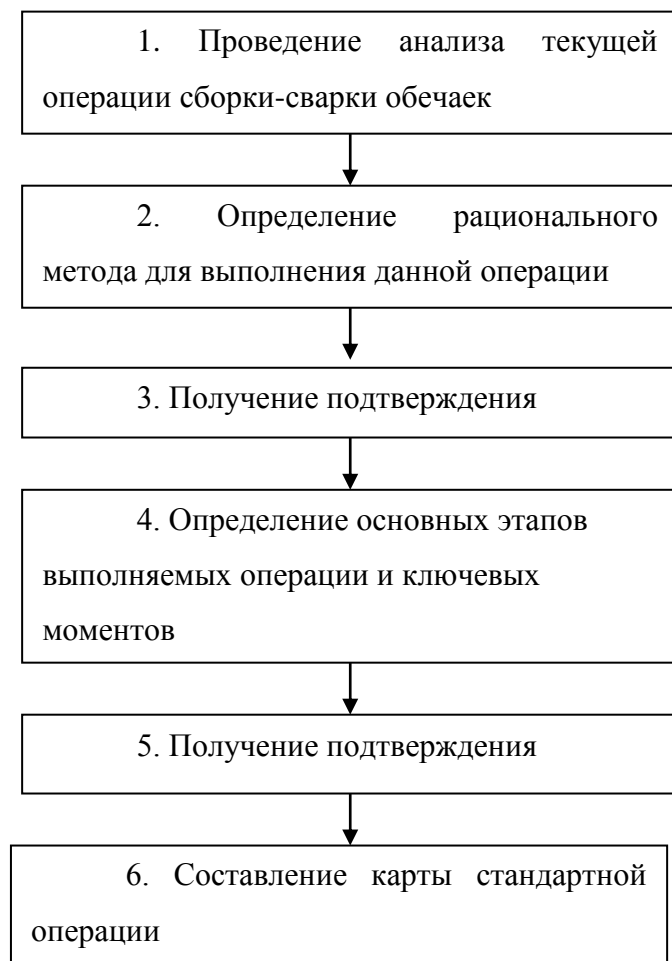 1. Проведение анализа текущей
операции сборки-сварки обечаек
2. Определение рационального
метода для выполнения данной операции
3. Получение подтверждения
4. Определение основных этапов
выполняемых операции и ключевых
моментов
5. Получение подтверждения
6. Составление карты стандартной
операции